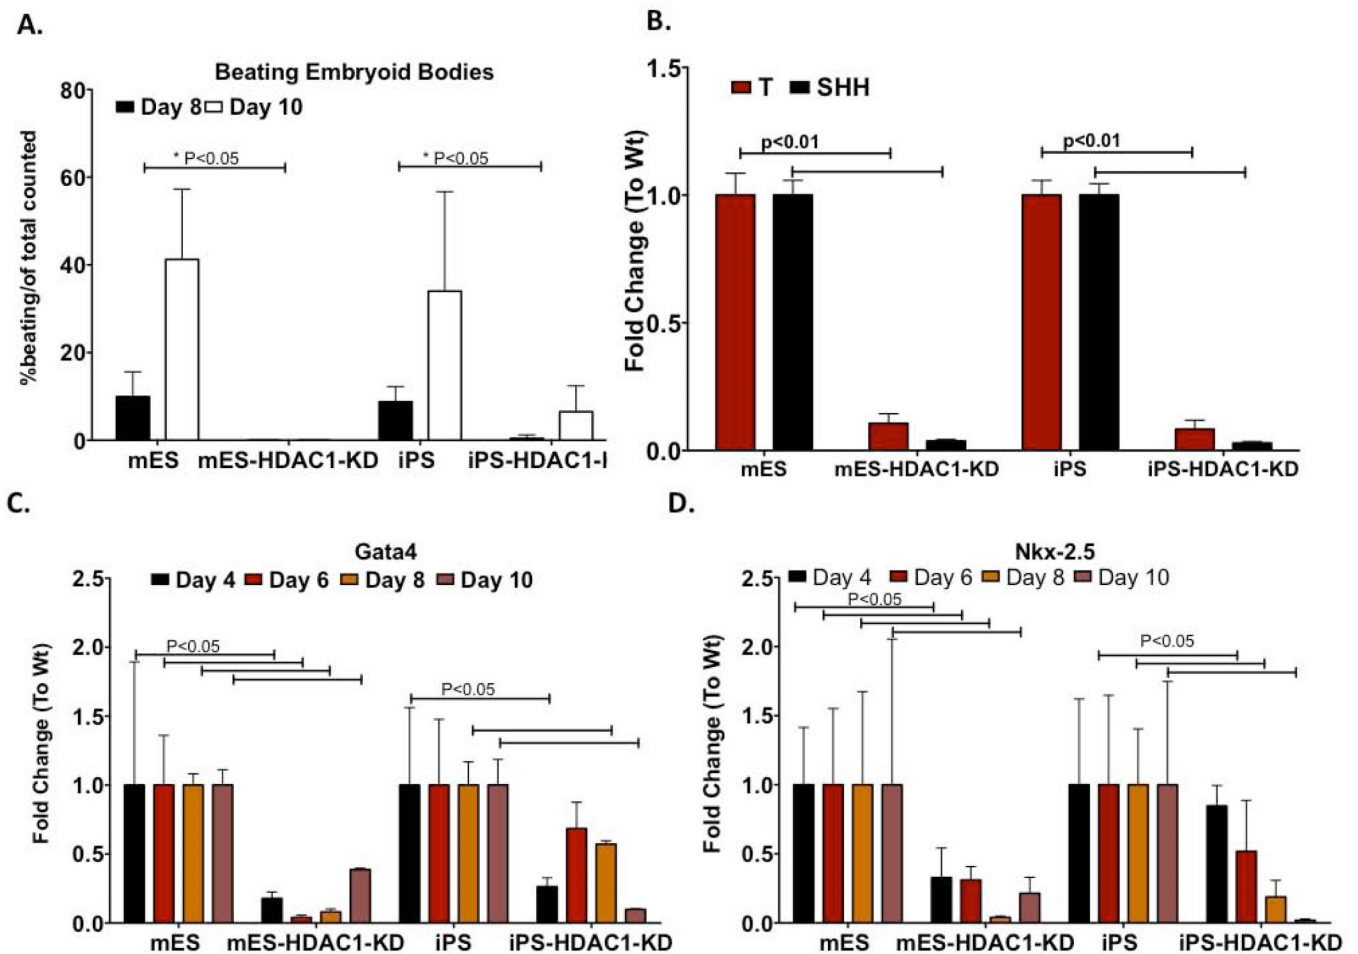 A.
Beating Embryoid Bodies
Day 8 Day 10
%beating/of total counted
80
60
40
20
0
* P<0.05
* P<0.05
mES mES-HDAC1-KD iPS iPS-HDAC1-I
B.
T SHH
Fold Change (To Wt)
1.5
1.0
0.5
0.0
p<0.01
p<0.01
mES mES-HDAC1-KD iPS iPS-HDAC1-KD
C.
Gata4
Day 4 Day 6 Day 8 Day 10
Fold Change (To Wt)
2.5
2.0
1.5
1.0
0.5
0.0
P<0.05
P<0.05
mES mES-HDAC1-KD iPS iPS-HDAC1-KD
D.
Nkx-2.5
Day 4 Day 6 Day 8 Day 10
Fold Change (To Wt)
2.5
2.0
1.5
1.0
0.5
0.0
P<0.05
P<0.05
mES mES-HDAC1-KD iPS iPS-HDAC1-KD